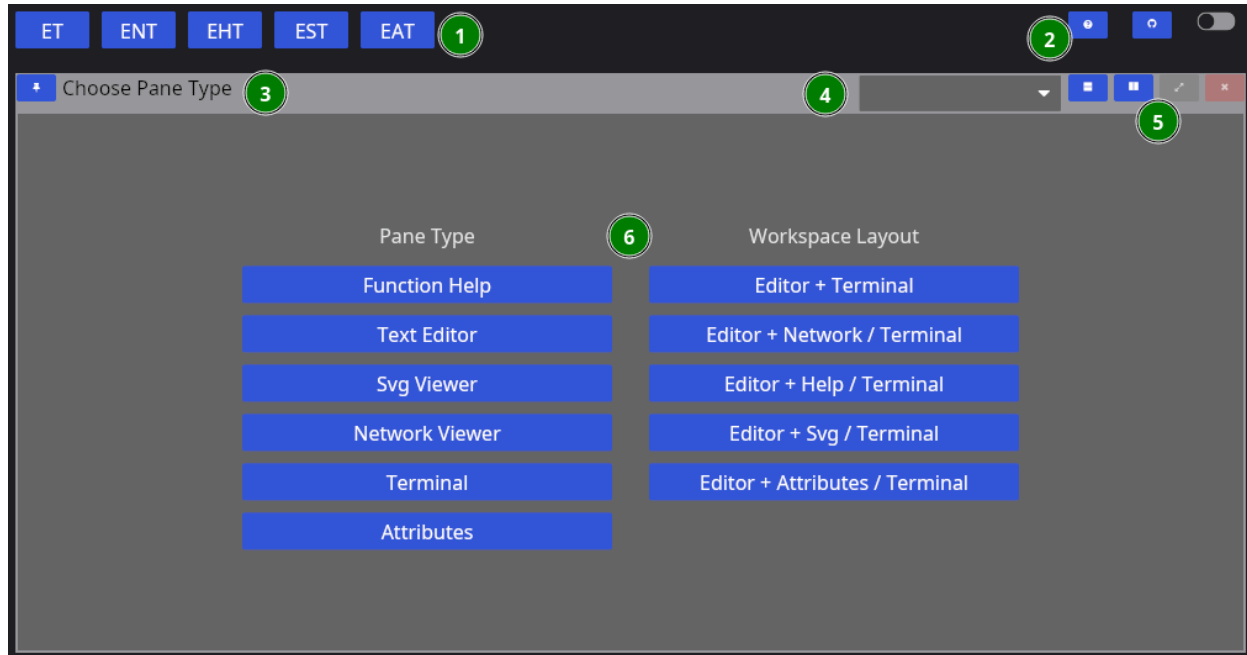 ET ENT EHT EST EAT 1 2
Choose Pane Type 3 4
5
Pane Type 6 Workspace Layout
Function Help Editor + Terminal
Text Editor Editor + Network / Terminal
Svg Viewer Editor + Help / Terminal
Network Viewer Editor + Svg / Terminal
Terminal Editor + Attributes / Terminal
Attributes